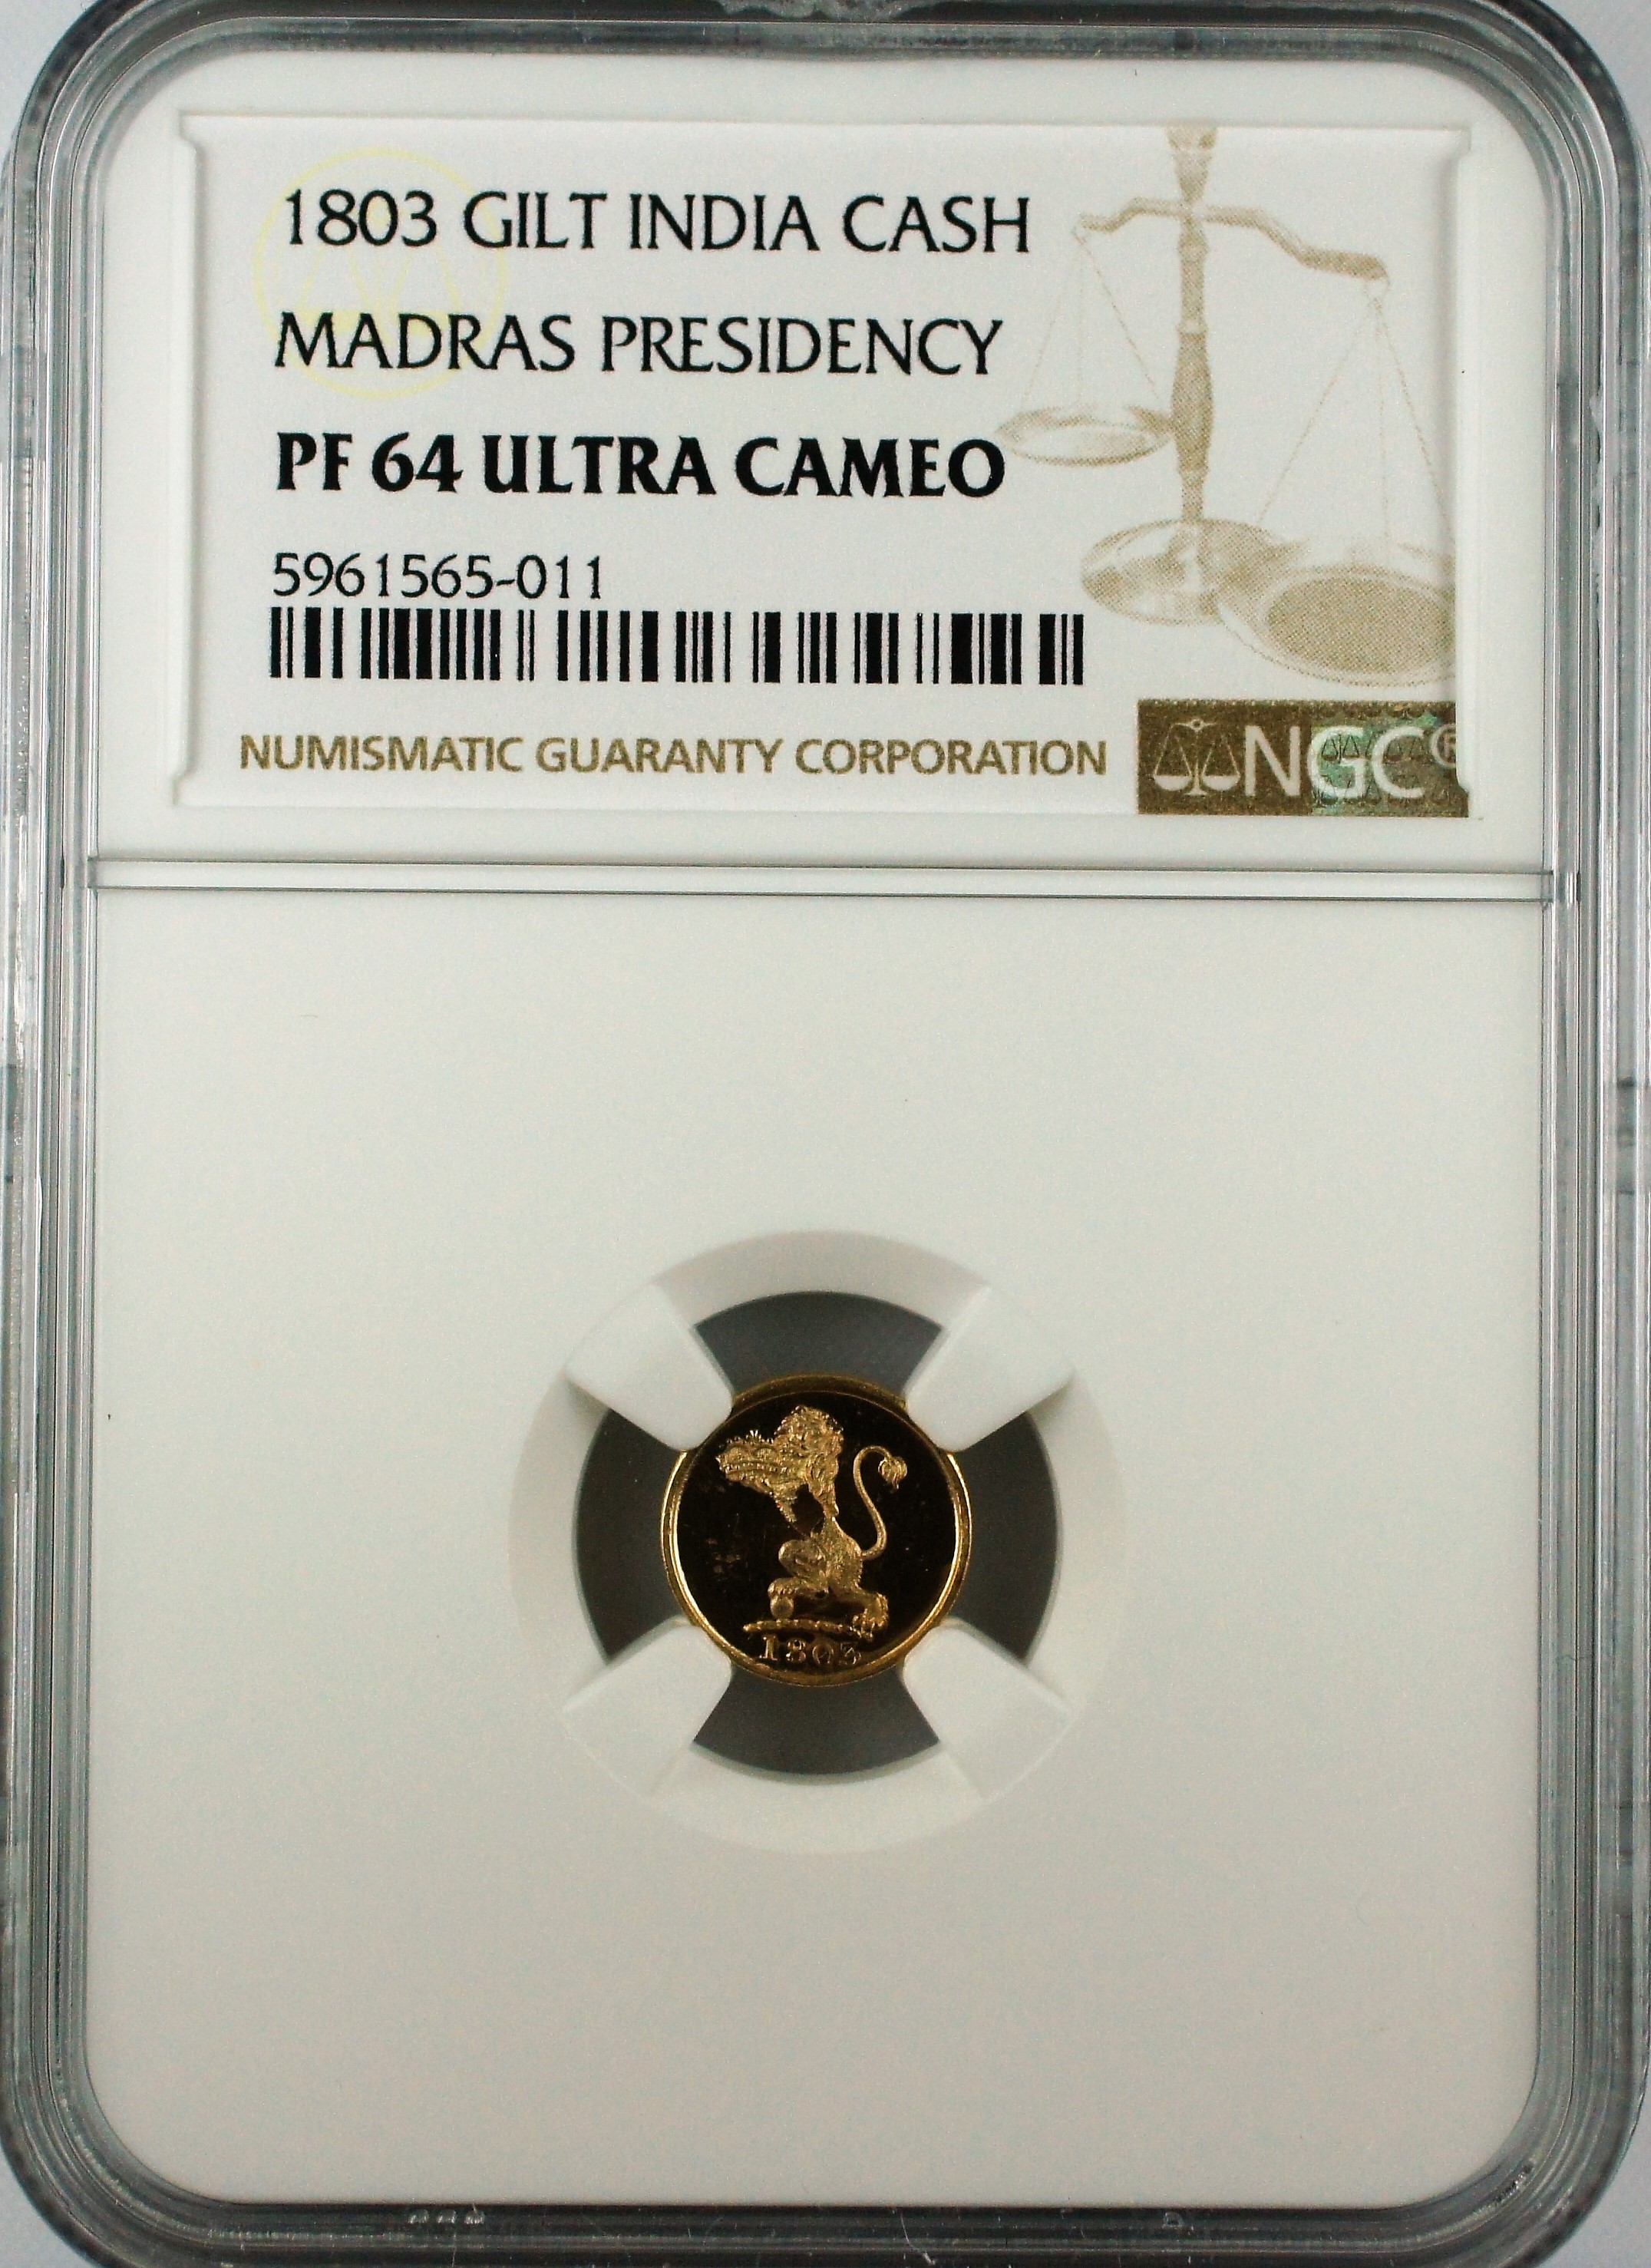 1803 GILT INDIA CASH
MADRAS PRESIDENCY
PF 64 ULTRA CAMEO
5961565-011
NUMISMATIC GUARANTY CORPORATION NGC®
1803